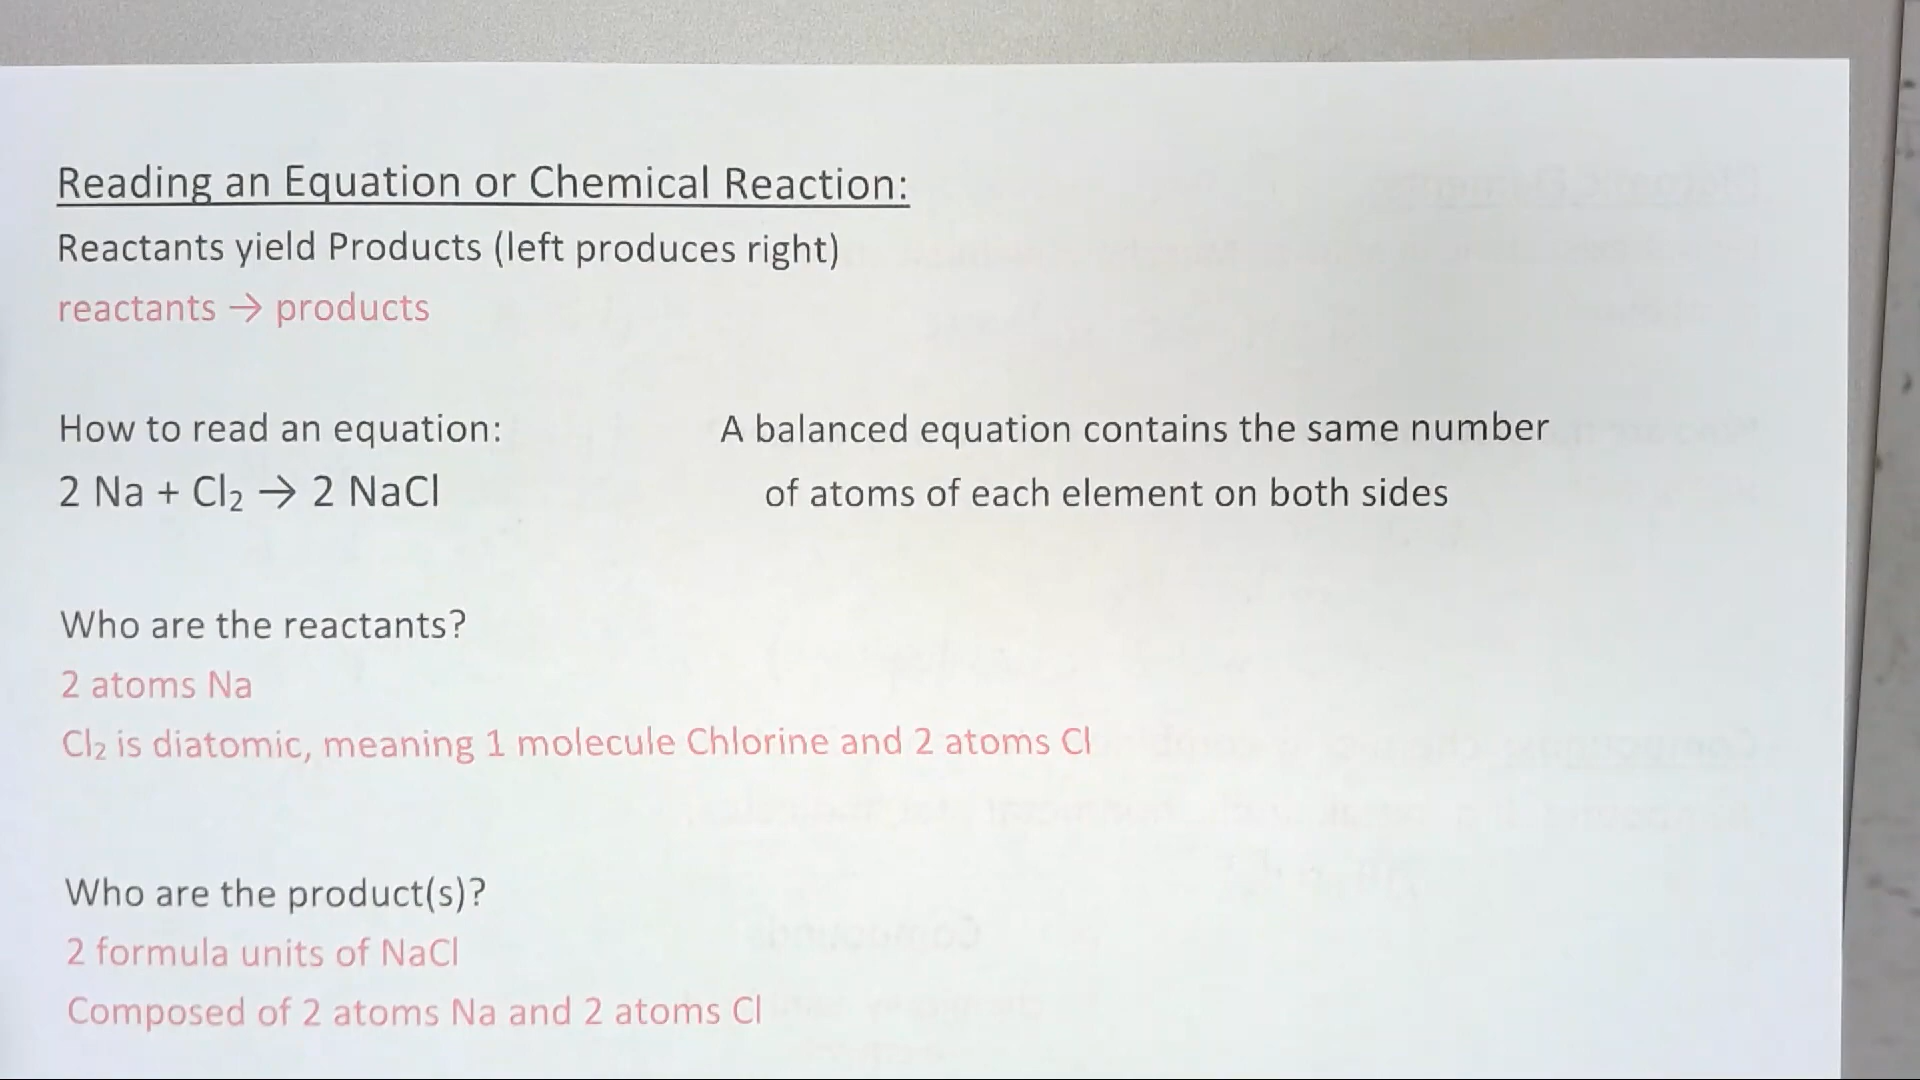 Reading an Equation or Chemical Reaction:
Reactants yield Products (left produces right)
reactants → products
How to read an equation:
2 Na + Cl₂ → 2 NaCl
A balanced equation contains the same number
of atoms of each element on both sides
Who are the reactants?
2 atoms Na
Cl₂ is diatomic, meaning 1 molecule Chlorine and 2 atoms Cl
Who are the product(s)?
2 formula units of NaCl
Composed of 2 atoms Na and 2 atoms Cl